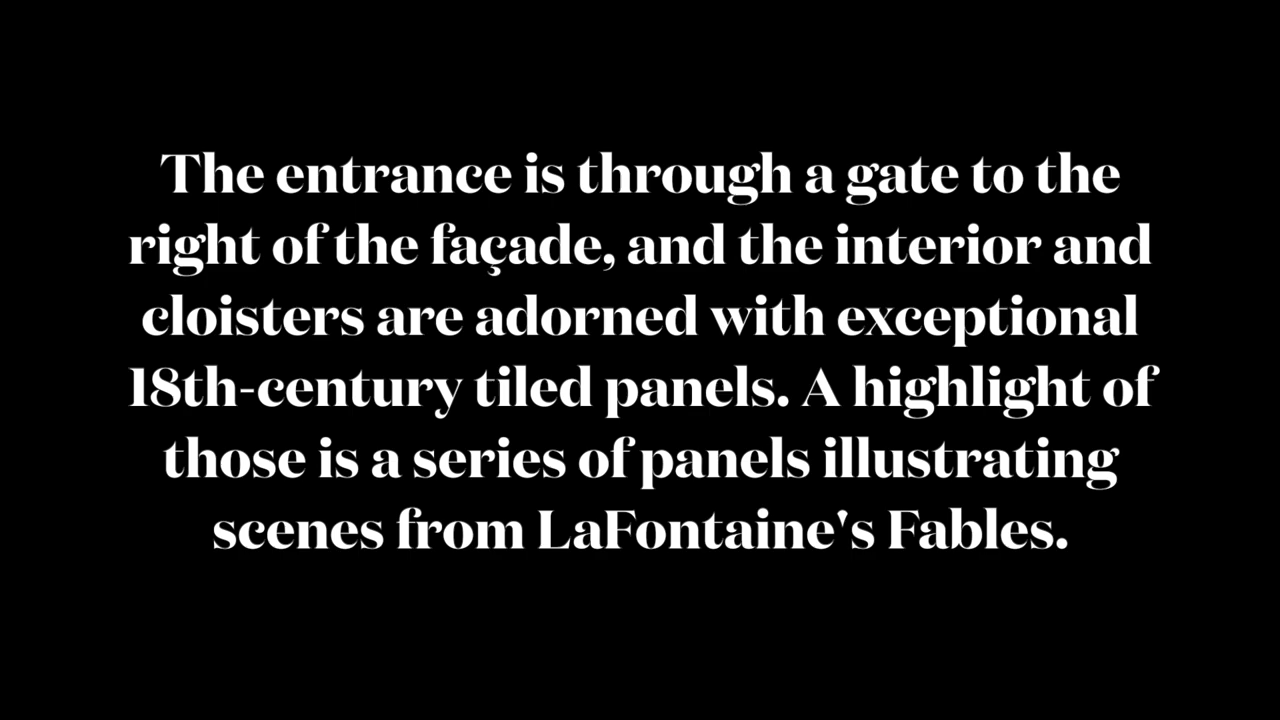 The entrance is through a gate to the
right of the façade, and the interior and
cloisters are adorned with exceptional
18th-century tiled panels. A highlight of
those is a series of panels illustrating
scenes from LaFontaine's Fables.